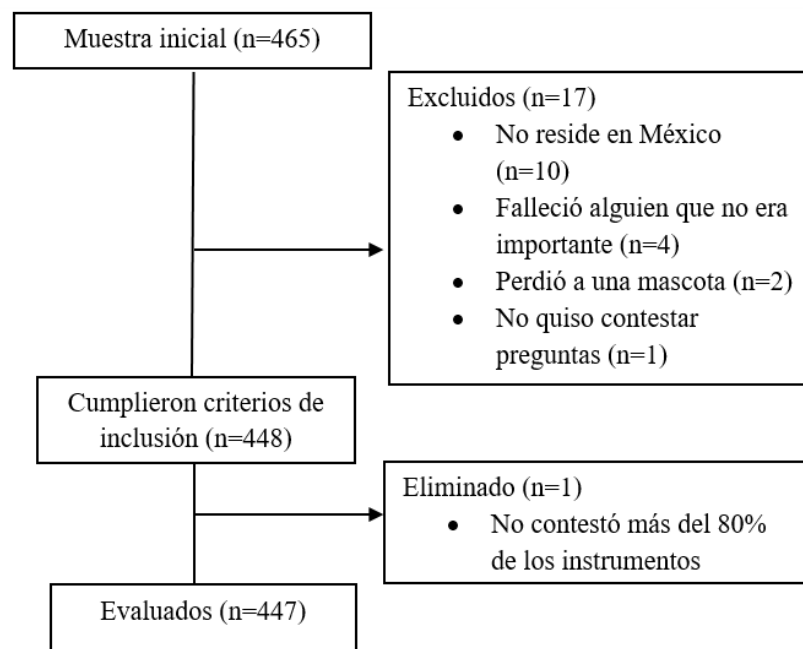 Muestra inicial (n=465)
Excluidos (n=17)
• No reside en México
(n=10)
• Falleció alguien que no era
importante (n=4)
• Perdió a una mascota (n=2)
• No quiso contestar
preguntas (n=1)
Cumplieron criterios de
inclusión (n=448)
Eliminado (n=1)
• No contestó más del 80%
de los instrumentos
Evaluados (n=447)